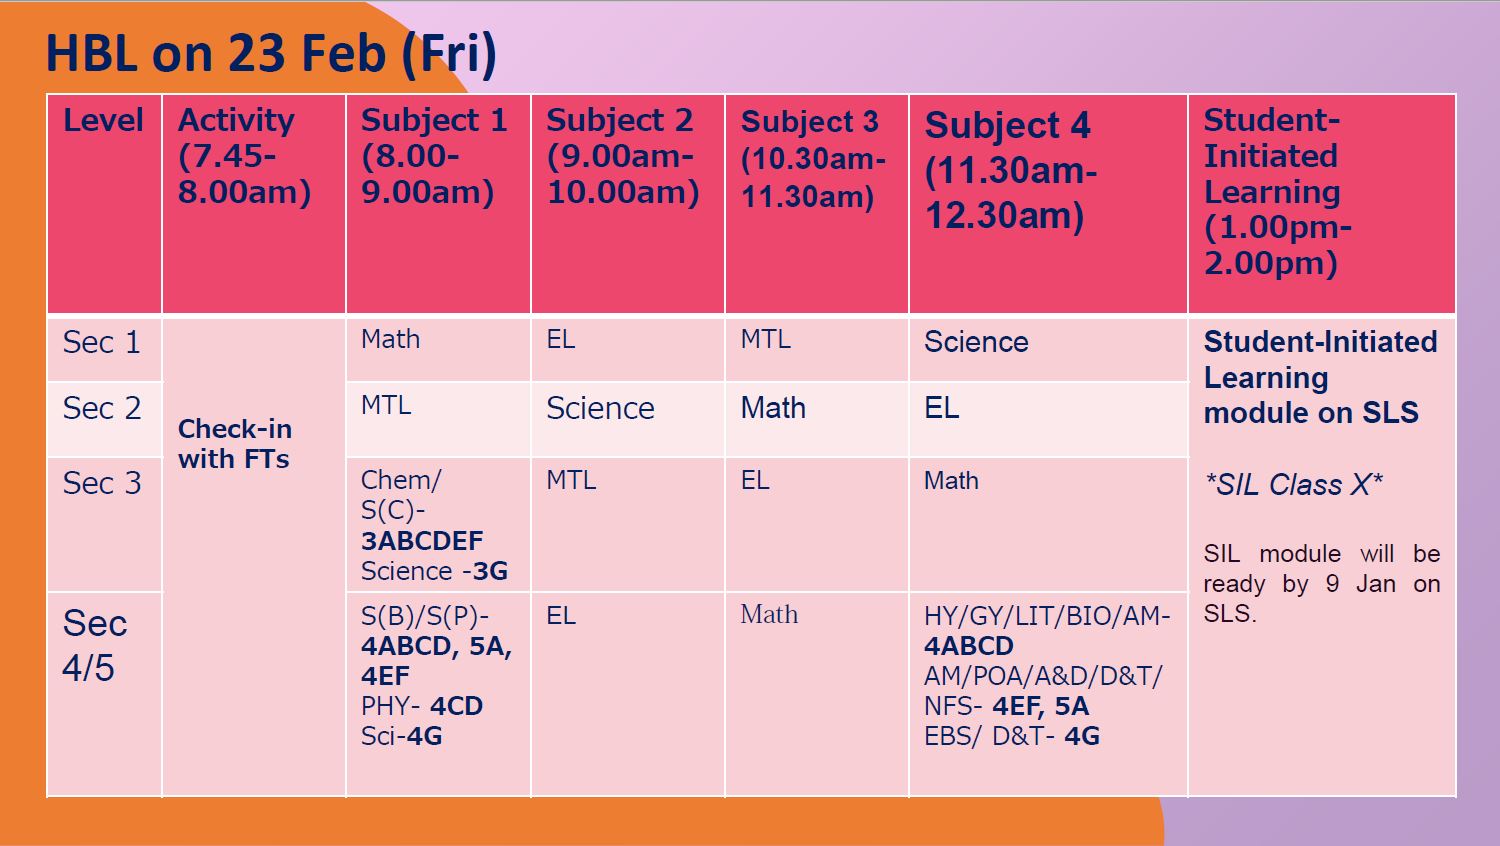 HBL on 23 Feb (Fri)
Level
Activity
(7.45-
8.00am)
Subject 1
(8.00-
9.00am)
Subject 2
(9.00am-
10.00am)
Subject 3
(10.30am-
11.30am)
Subject 4
(11.30am-
12.30am)
Student-
Initiated
Learning
(1.00pm-
2.00pm)
Sec 1
Check-in
with FTs
Math
EL
MTL
Science
Student-Initiated
Learning
module on SLS
*SIL Class X*
SIL module will be
ready by 9 Jan on
SLS.
Sec 2
MTL
Science
Math
EL
Sec 3
Chem/
S(C)-
3ABCDEF
Science -3G
MTL
EL
Math
Sec
4/5
S(B)/S(P)-
4ABCD, 5A,
4EF
PHY- 4CD
Sci-4G
EL
Math
HY/GY/LIT/BIO/AM-
4ABCD
AM/POA/A&D/D&T/
NFS- 4EF, 5A
EBS/ D&T- 4G